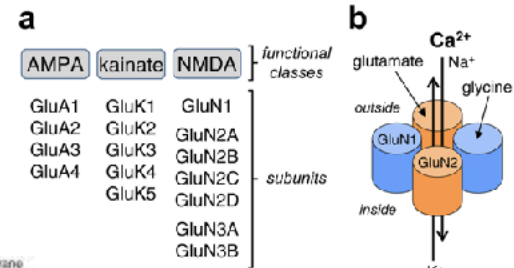 a
AMPA kainate NMDA functional classes
GluA1 GluK1 GluN1
GluA2 GluK2 GluN2A
GluA3 GluK3 GluN2B
GluA4 GluK4 GluN2C
GluK5 GluN2D
GluN3A
GluN3B
subunits
b
Ca²⁺
Na⁺
glutamate
glycine
outside
GluN1
GluN2
inside